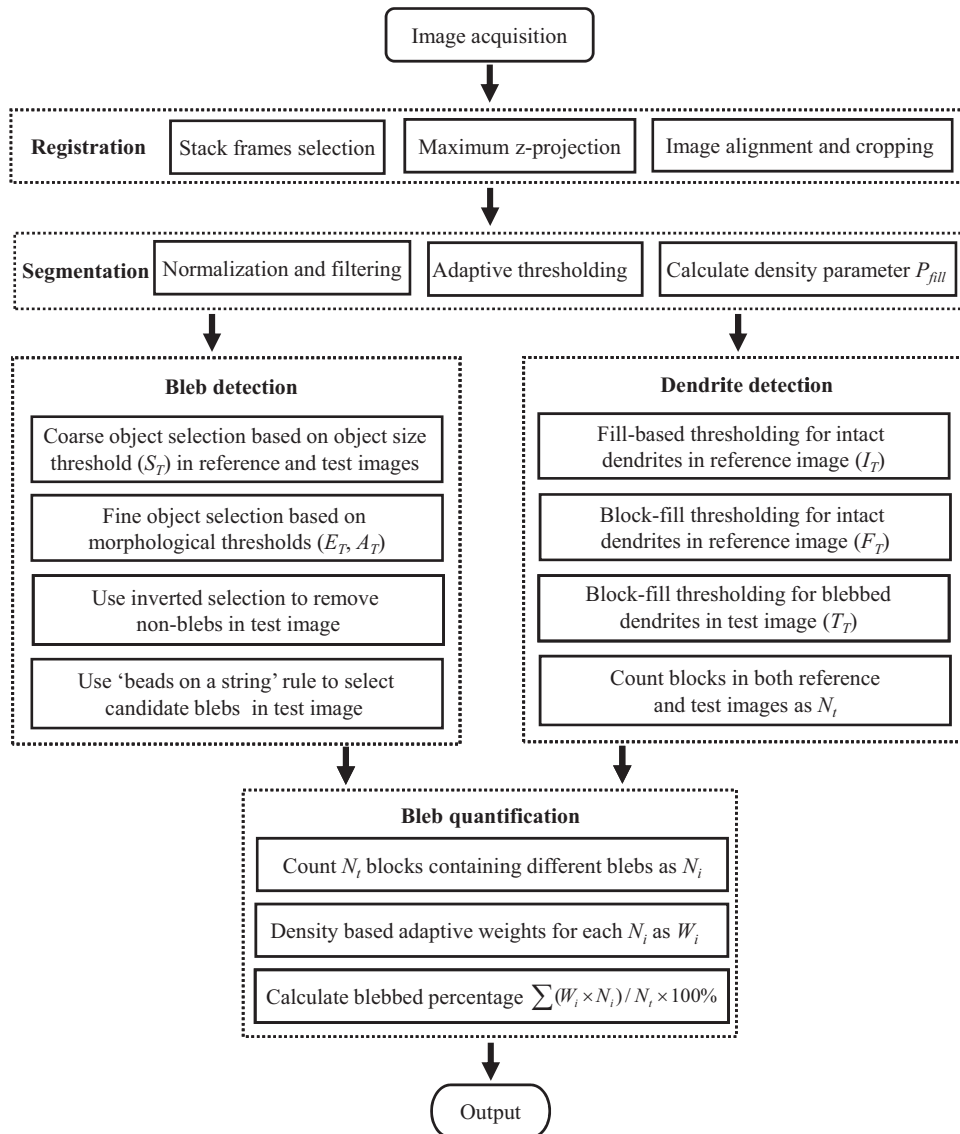 Image acquisition
Registration
Stack frames selection
Maximum z-projection
Image alignment and cropping
Segmentation
Normalization and filtering
Adaptive thresholding
Calculate density parameter P_fill
Bleb detection
Coarse object selection based on object size
threshold (S_T) in reference and test images
Fine object selection based on
morphological thresholds (E_T, A_T)
Use inverted selection to remove
non-blebs in test image
Use ‘beads on a string’ rule to select
candidate blebs in test image
Dendrite detection
Fill-based thresholding for intact
dendrites in reference image (I_T)
Block-fill thresholding for intact
dendrites in reference image (F_T)
Block-fill thresholding for blebbed
dendrites in test image (T_T)
Count blocks in both reference
and test images as N_t
Bleb quantification
Count N_t blocks containing different blebs as N_i
Density based adaptive weights for each N_i as W_i
Calculate blebbed percentage ∑(W_i × N_i) / N_t × 100%
Output